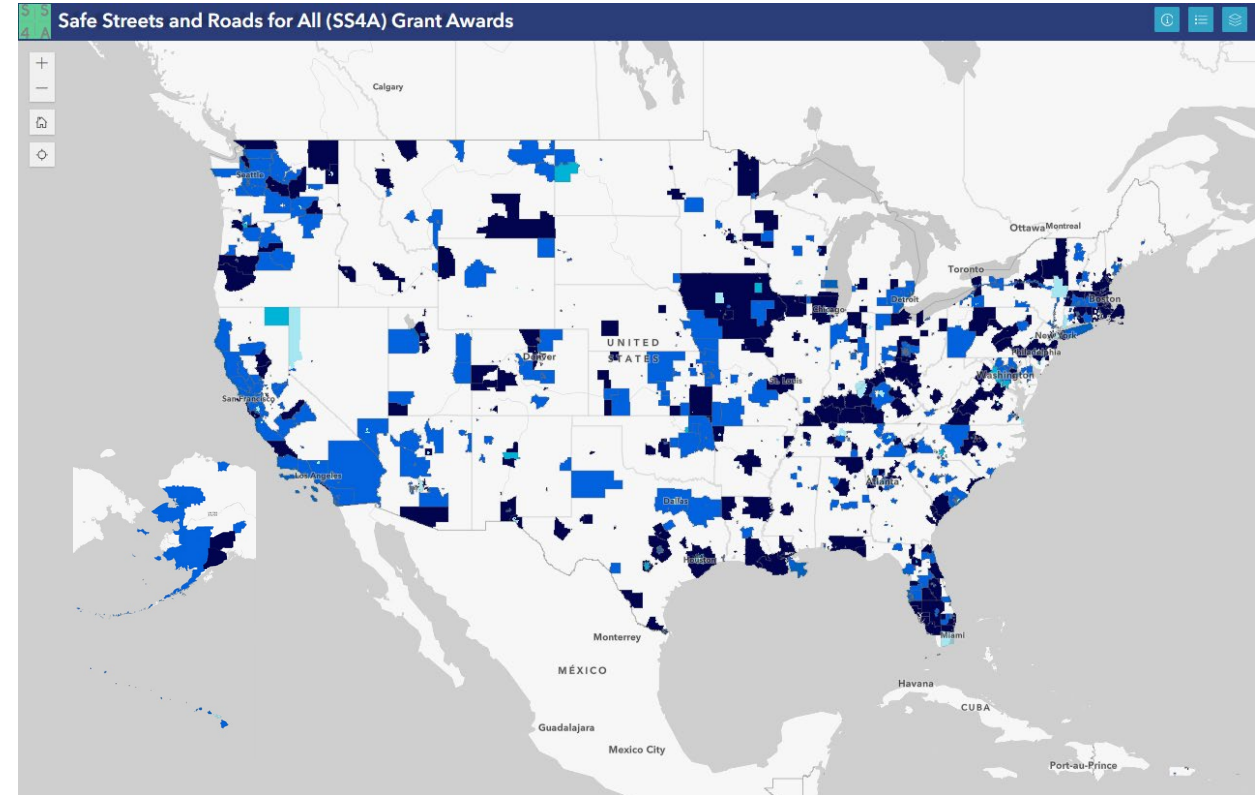 S S
4 A
Safe Streets and Roads for All (SS4A) Grant Awards
Calgary
Seattle
Ottawa
Montreal
Toronto
Boston
Detroit
Chicago
New York
Philadelphia
UNITED
STATES
Denver
St. Louis
Washington
San Francisco
Los Angeles
Atlanta
Dallas
Houston
Miami
Monterrey
MÉXICO
Havana
CUBA
Guadalajara
Mexico City
Port-au-Prince